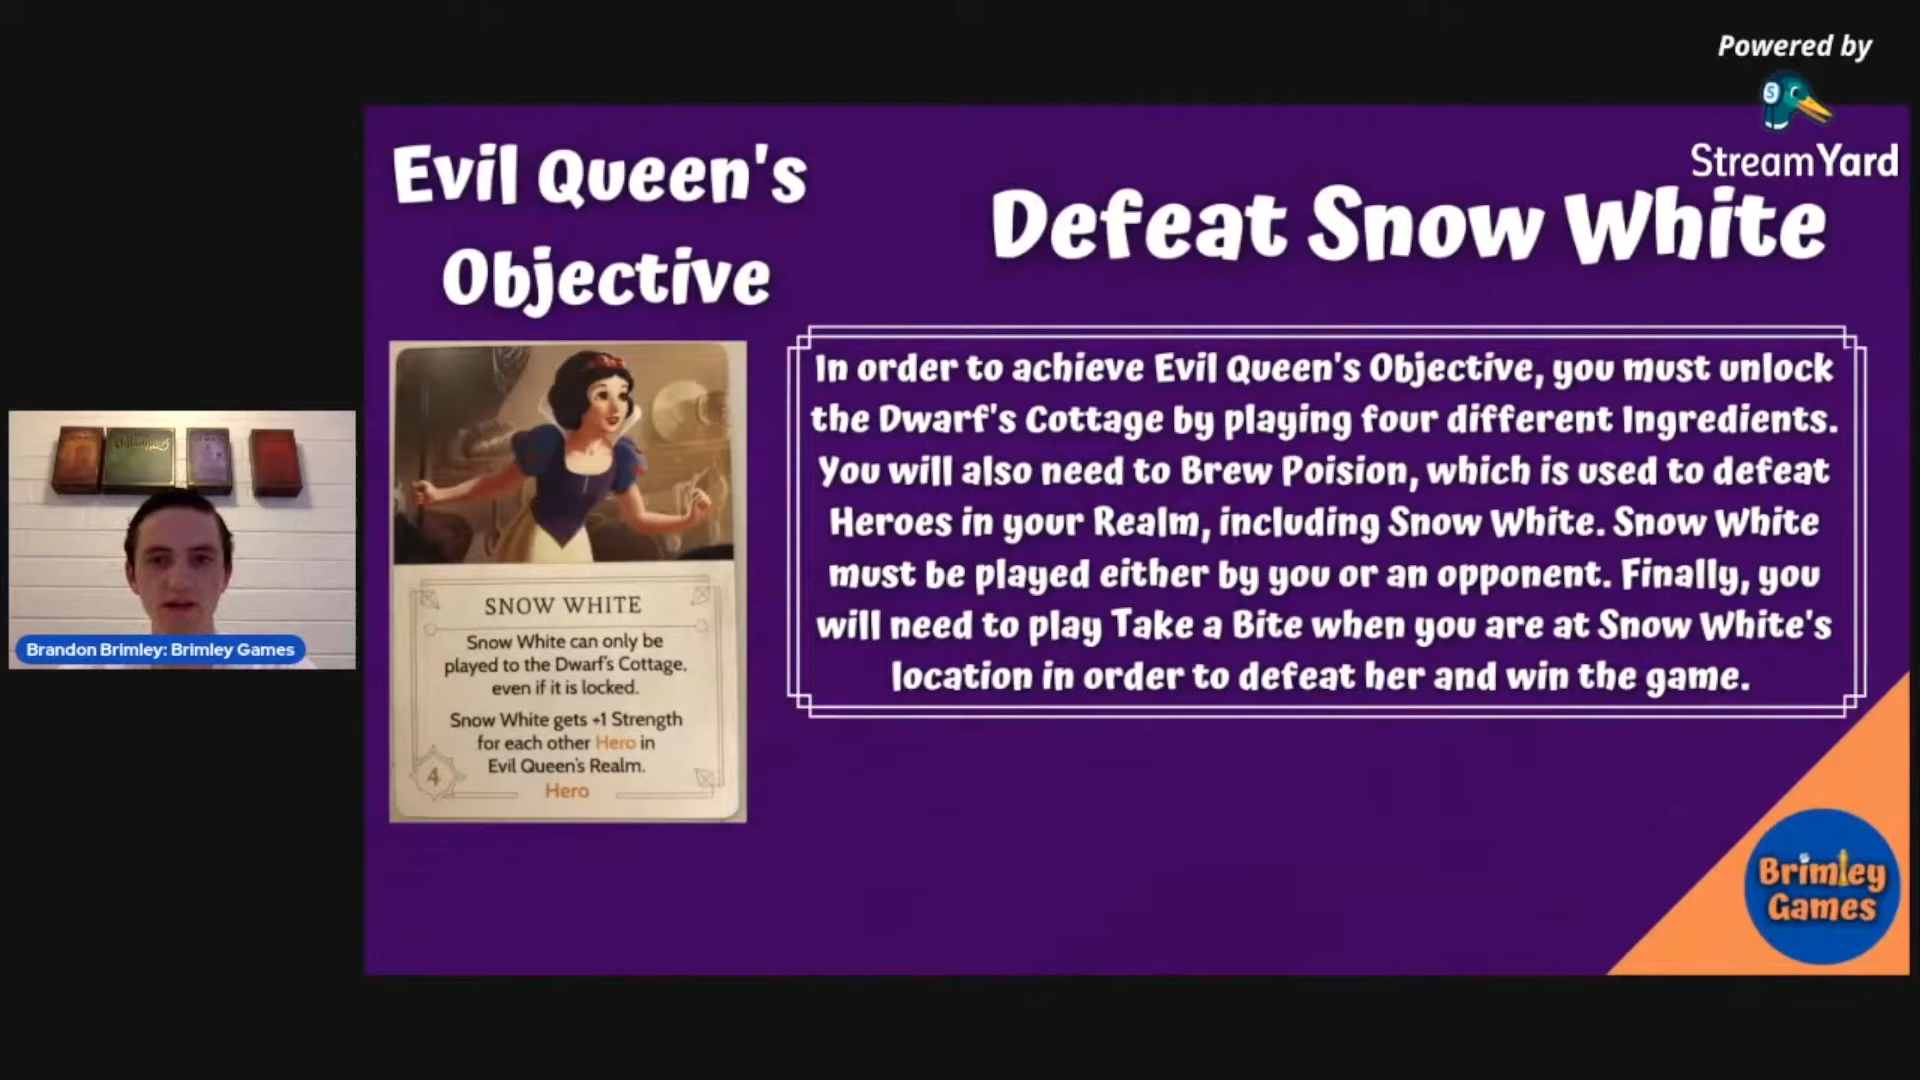 Powered by
StreamYard
Evil Queen's
Objective
Defeat Snow White
In order to achieve Evil Queen's Objective, you must unlock
the Dwarf's Cottage by playing four different Ingredients.
You will also need to Brew Poision, which is used to defeat
Heroes in your Realm, including Snow White. Snow White
must be played either by you or an opponent. Finally, you
will need to play Take a Bite when you are at Snow White's
location in order to defeat her and win the game.
SNOW WHITE
Snow White can only be
played to the Dwarf's Cottage,
even if it is locked.
Snow White gets +1 Strength
for each other Hero in
Evil Queen's Realm.
4
Hero
Brandon Brimley: Brimley Games
Brimley
Games